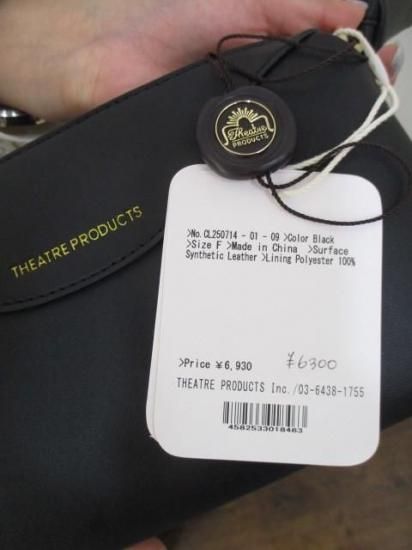 Theatre
PRODUCTS
THEATRE PRODUCTS
>No. CL250714 - 01 - 09 >Color Black
>Size F >Made in China >Surface
Synthetic Leather >Lining Polyester 100%
>Price ¥6,930 ¥6300
THEATRE PRODUCTS Inc./03-6438-1755
4582533018463